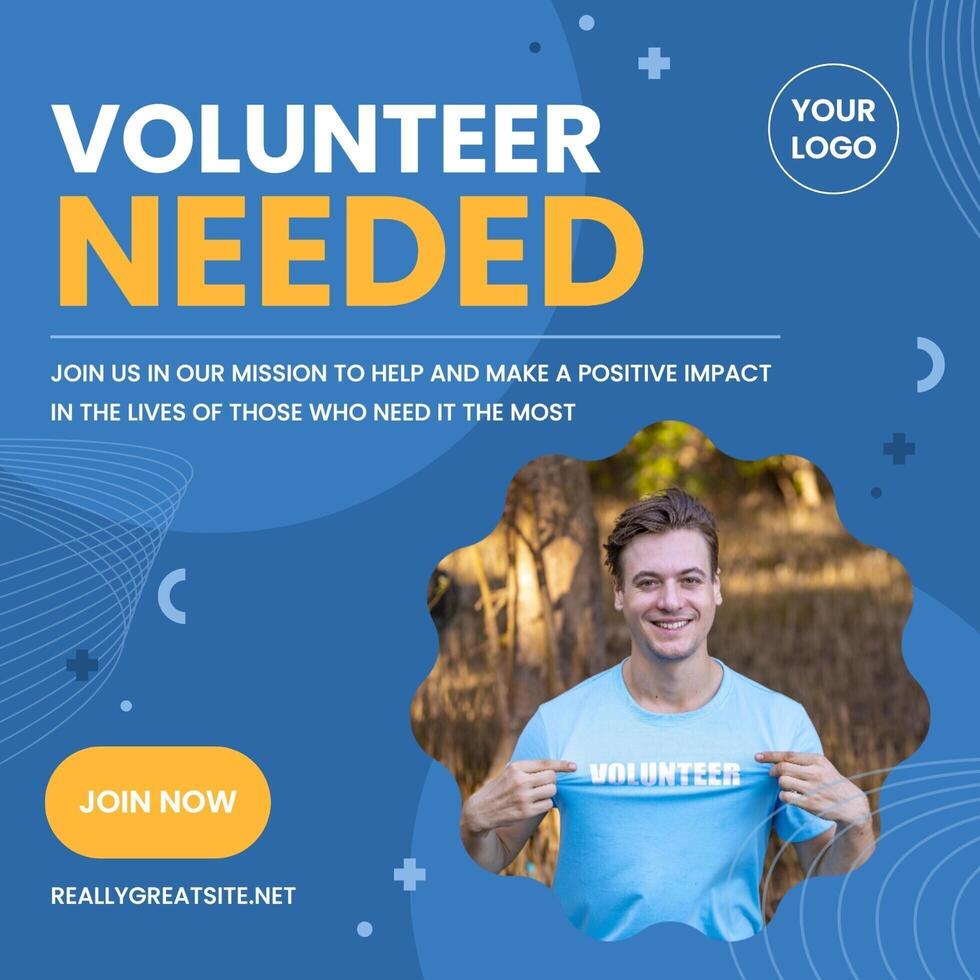 VOLUNTEER
NEEDED
YOUR
LOGO
JOIN US IN OUR MISSION TO HELP AND MAKE A POSITIVE IMPACT
IN THE LIVES OF THOSE WHO NEED IT THE MOST
VOLUNTEER
JOIN NOW
REALLYGREATSITE.NET